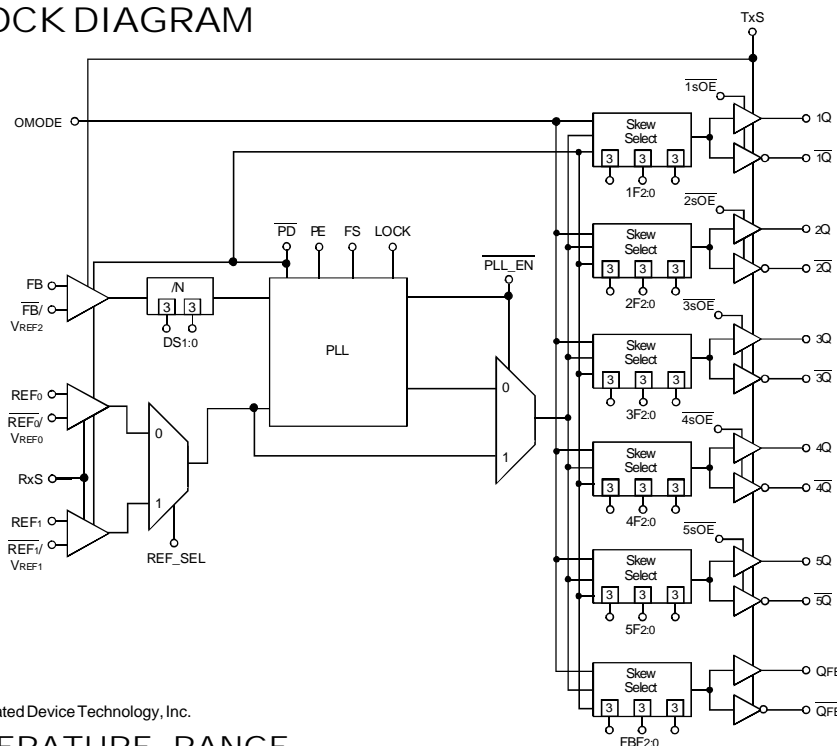 OCK DIAGRAM
TxS
1sOE
OMODE
Skew
Select
3 3 3
1F2:0
1Q
1Q
2sOE
Skew
Select
3 3 3
2F2:0
2Q
2Q
PD PE FS LOCK
PLL_EN
FB
FB/
VREF2
/N
3 3
DS1:0
PLL
3sOE
Skew
Select
3 3 3
3F2:0
3Q
3Q
0
1
REF0
REF0/
VREF0
RxS
REF1
REF1/
VREF1
0
1
REF_SEL
4sOE
Skew
Select
3 3 3
4F2:0
4Q
4Q
5sOE
Skew
Select
3 3 3
5F2:0
5Q
5Q
Skew
Select
3 3 3
FBF2:0
QFB
QFB
ated Device Technology, Inc.
ERATURE RANGE